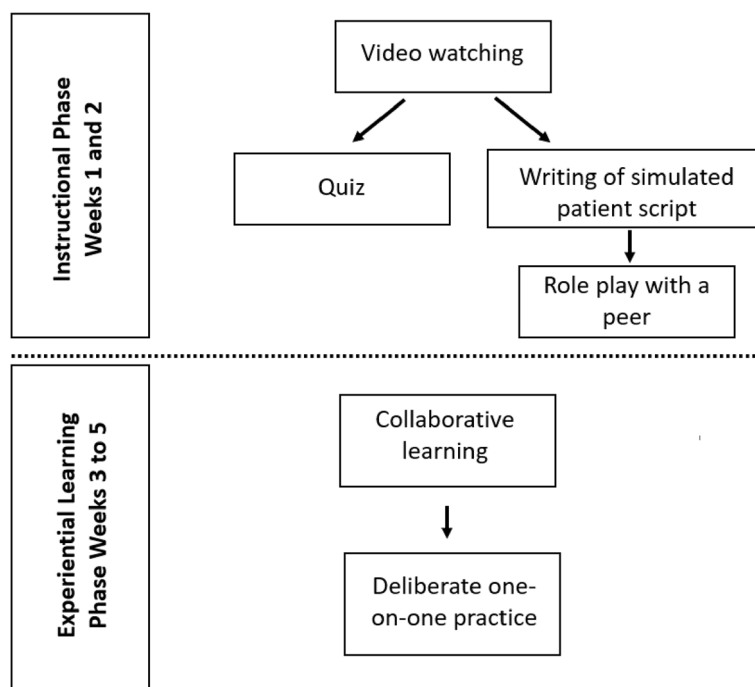 Instructional Phase
Weeks 1 and 2
Video watching
Quiz
Writing of simulated
patient script
Role play with a
peer
Experiential Learning
Phase Weeks 3 to 5
Collaborative
learning
Deliberate one-
on-one practice